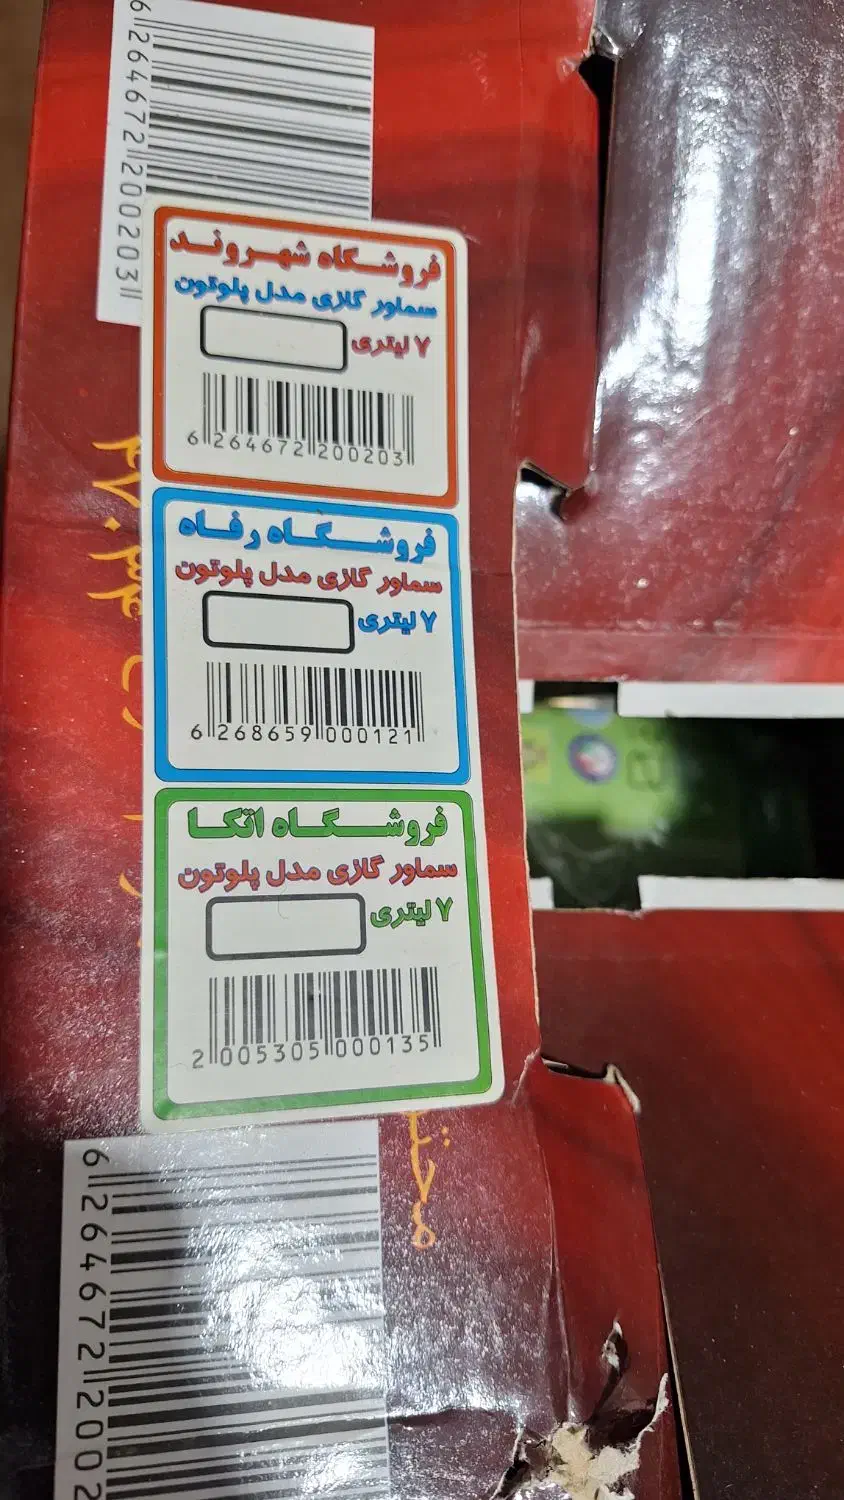 6264672200203
فروشگاه شهروند
سماور گازی مدل پلوتون
۷ لیتری
6264672200203
فروشگاه رفاه
سماور گازی مدل پلوتون
۷ لیتری
6268659000121
فروشگاه اتکا
سماور گازی مدل پلوتون
۷ لیتری
2005305000135
62646722002